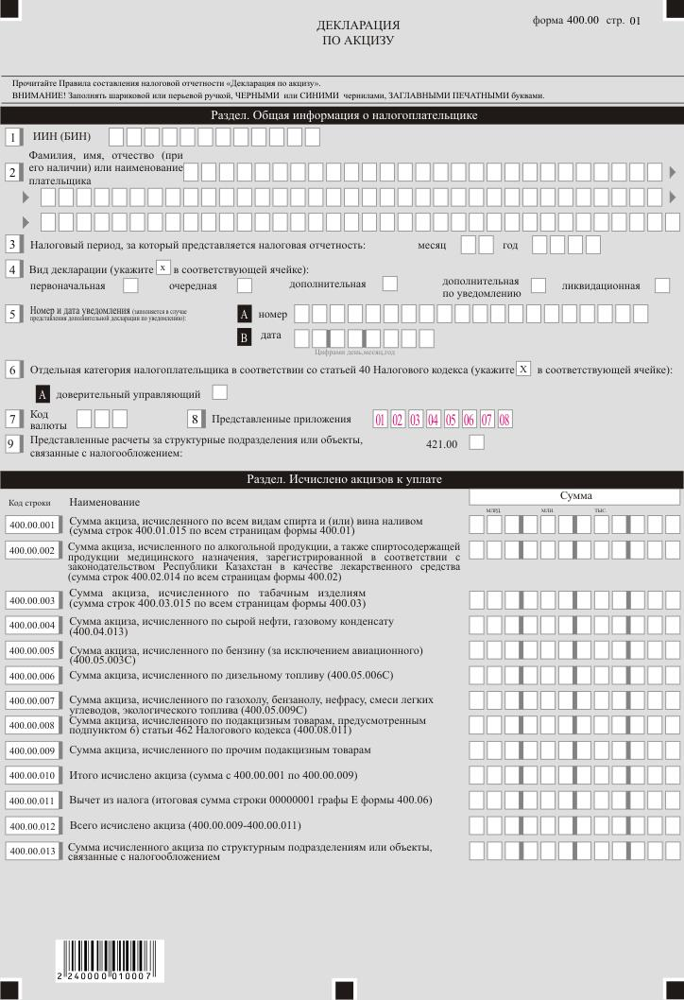 форма 400.00 стр. 01
ДЕКЛАРАЦИЯ
ПО АКЦИЗУ
Прочитайте Правила составления налоговой отчетности «Декларация по акцизу».
ВНИМАНИЕ! Заполнять шариковой или перьевой ручкой, ЧЕРНЫМИ или СИНИМИ чернилами, ЗАГЛАВНЫМИ ПЕЧАТНЫМИ буквами.
Раздел. Общая информация о налогоплательщике
1 ИИН (БИН)
Фамилия, имя, отчество (при
2 его наличии) или наименование
плательщика
3 Налоговый период, за который представляется налоговая отчетность: месяц год
4 Вид декларации (укажите x в соответствующей ячейке):
первоначальная очередная дополнительная дополнительная по уведомлению ликвидационная
5 Номер и дата уведомления (заполняется в случае
представления дополнительной декларации по уведомлению):
A номер
B дата
Цифрами день,месяц,год
6 Отдельная категория налогоплательщика в соответствии со статьей 40 Налогового кодекса (укажите X в соответствующей ячейке):
A доверительный управляющий
7 Код валюты 8 Представленные приложения 01 02 03 04 05 06 07 08
9 Представленные расчеты за структурные подразделения или объекты, 421.00
связанные с налогообложением:
Раздел. Исчислено акцизов к уплате
Код строки Наименование Сумма
млрд. млн. тыс.
400.00.001 Сумма акциза, исчисленного по всем видам спирта и (или) вина наливом
(сумма строк 400.01.015 по всем страницам формы 400.01)
400.00.002 Сумма акциза, исчисленного по алкогольной продукции, а также спиртосодержащей
продукции медицинского назначения, зарегистрированной в соответствии с
законодательством Республики Казахстан в качестве лекарственного средства
(сумма строк 400.02.014 по всем страницам формы 400.02)
400.00.003 Сумма акциза, исчисленного по табачным изделиям
(сумма строк 400.03.015 по всем страницам формы 400.03)
400.00.004 Сумма акциза, исчисленного по сырой нефти, газовому конденсату
(400.04.013)
400.00.005 Сумма акциза, исчисленного по бензину (за исключением авиационного)
(400.05.003С)
400.00.006 Сумма акциза, исчисленного по дизельному топливу (400.05.006С)
400.00.007 Сумма акциза, исчисленного по газохолу, бензанолу, нефрасу, смеси легких
углеводов, экологического топлива (400.05.009С)
400.00.008 Сумма акциза, исчисленного по подакцизным товарам, предусмотренным
подпунктом 6) статьи 462 Налогового кодекса (400.08.011)
400.00.009 Сумма акциза, исчисленного по прочим подакцизным товарам
400.00.010 Итого исчислено акциза (сумма с 400.00.001 по 400.00.009)
400.00.011 Вычет из налога (итоговая сумма строки 00000001 графы Е формы 400.06)
400.00.012 Всего исчислено акциза (400.00.009-400.00.011)
400.00.013 Сумма исчисленного акциза по структурным подразделениям или объекты,
связанные с налогообложением
2 240000 010007